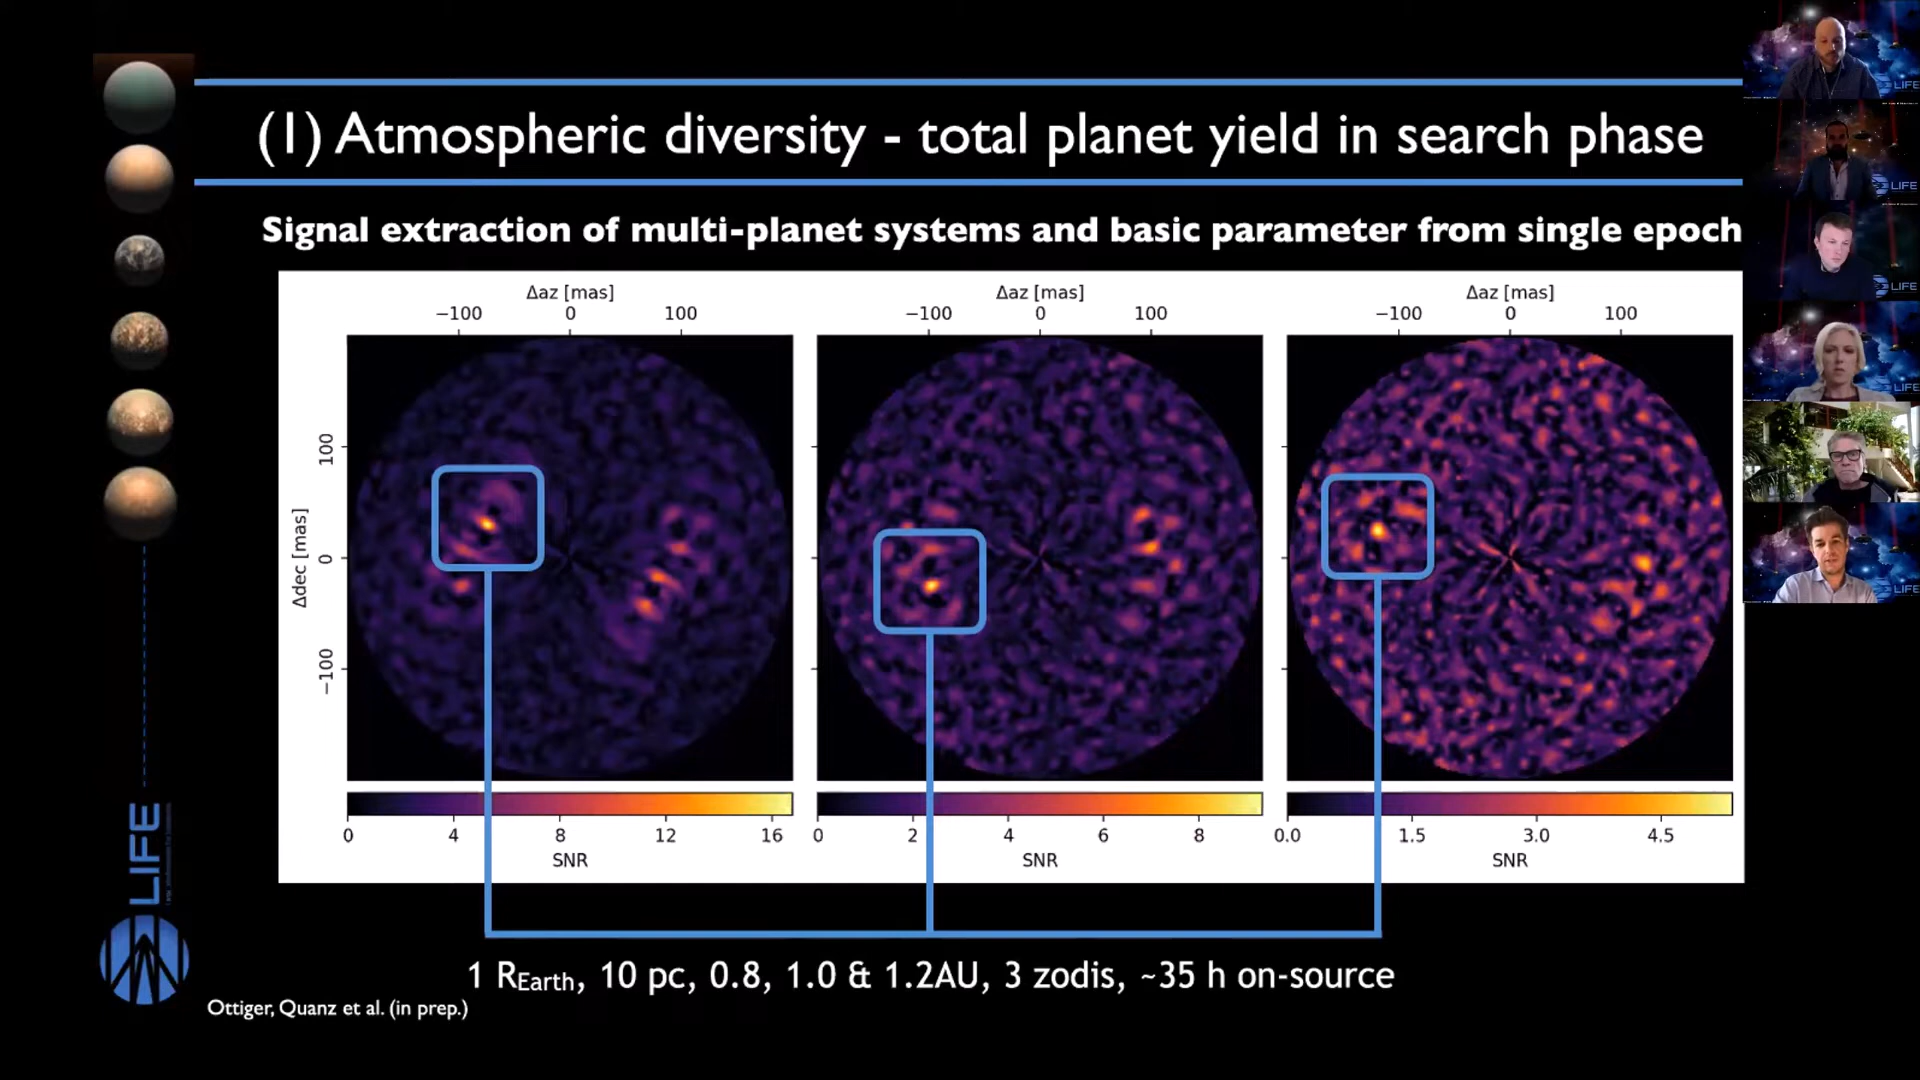 (1) Atmospheric diversity - total planet yield in search phase
Signal extraction of multi-planet systems and basic parameter from single epoch
Δaz [mas] Δaz [mas] Δaz [mas]
−100 0 100 −100 0 100 −100 0 100
100
0
−100
Δdec [mas]
0 4 8 12 16 0 2 4 6 8 0.0 1.5 3.0 4.5
SNR SNR SNR
1 REarth, 10 pc, 0.8, 1.0 & 1.2AU, 3 zodis, ~35 h on-source
Ottiger, Quanz et al. (in prep.)
LIFE
LIFE
LIFE
LIFE
LIFE
LIFE